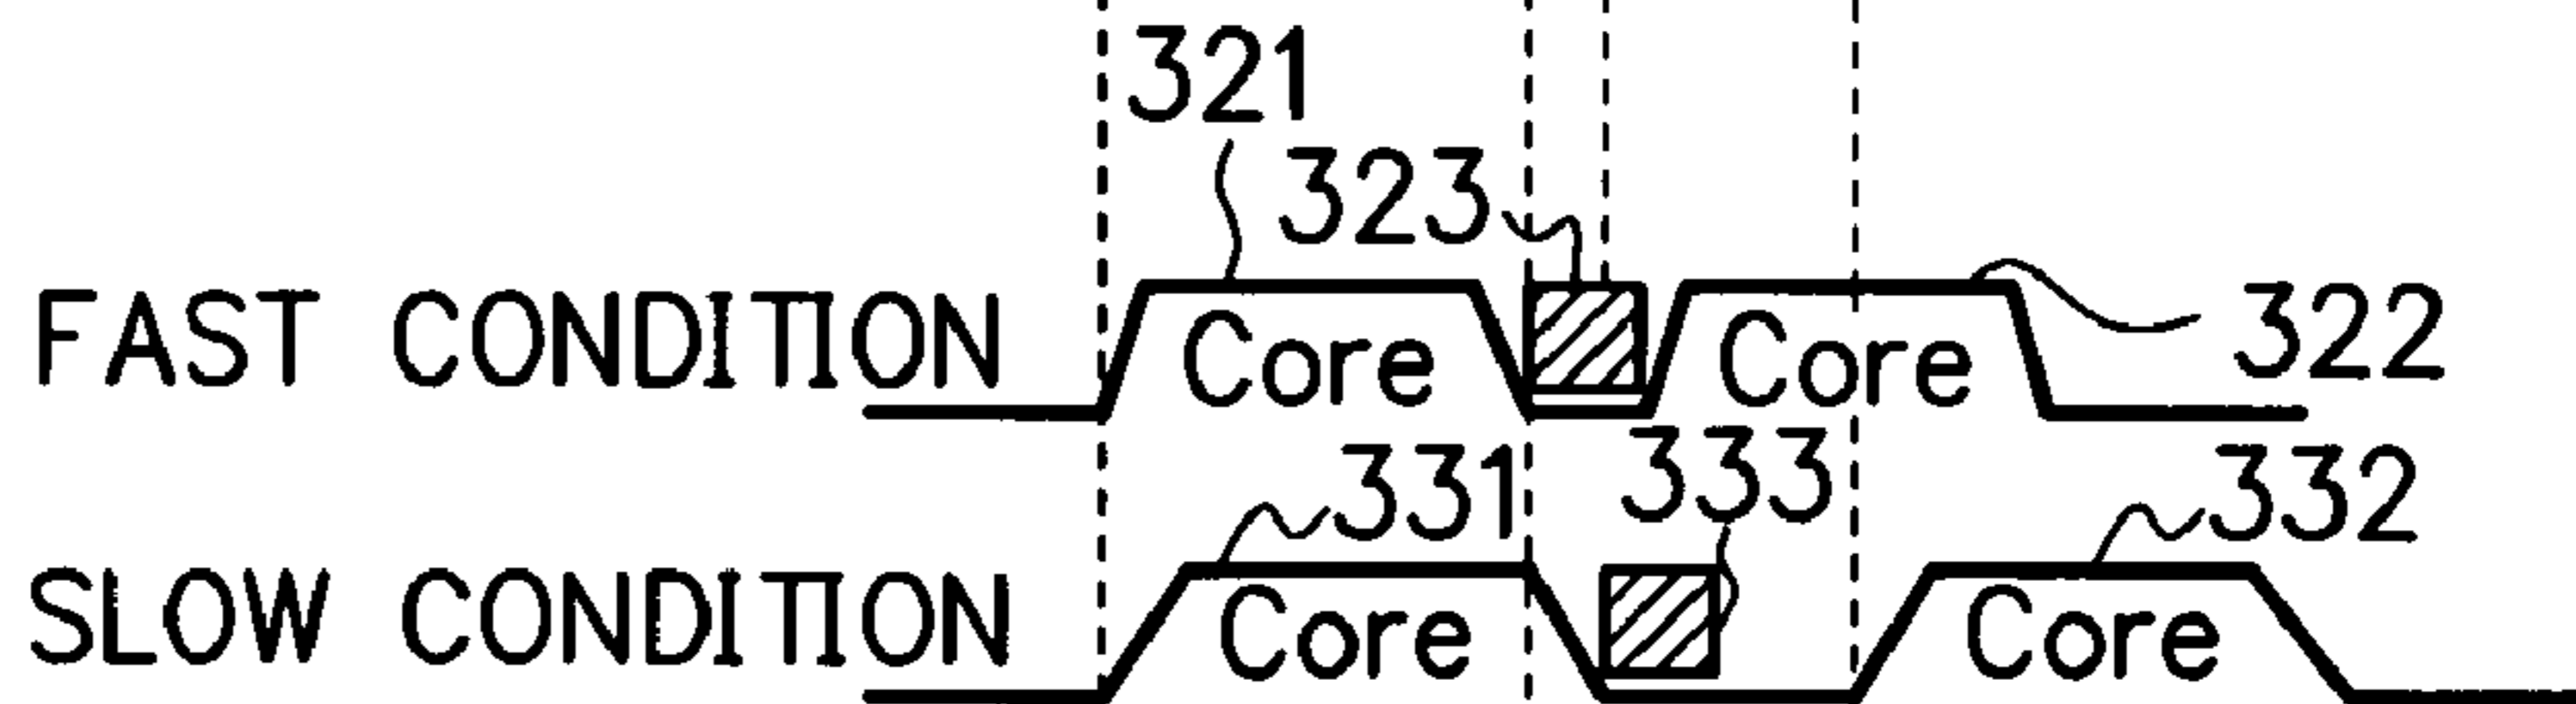 321
323
FAST CONDITION Core Core 322
331 333 332
SLOW CONDITION Core Core